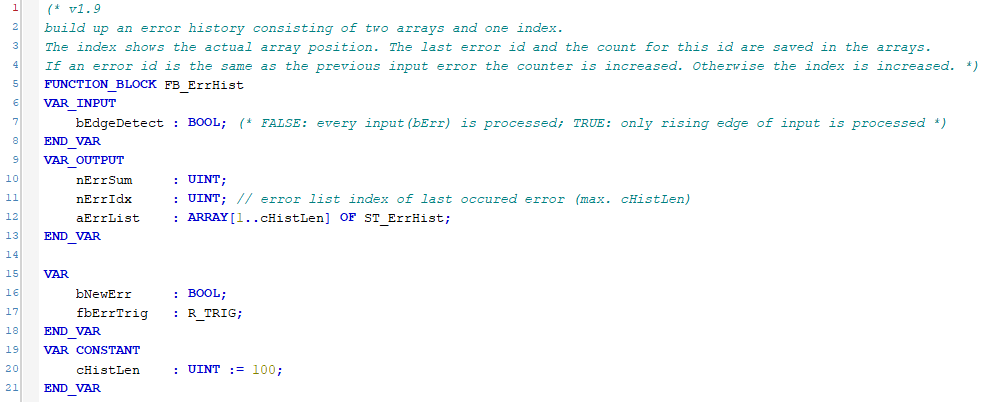 1 (* v1.9
2 build up an error history consisting of two arrays and one index.
3 The index shows the actual array position. The last error id and the count for this id are saved in the arrays.
4 If an error id is the same as the previous input error the counter is increased. Otherwise the index is increased. *)
5 FUNCTION_BLOCK FB_ErrHist
6 VAR_INPUT
7 bEdgeDetect : BOOL; (* FALSE: every input(bErr) is processed; TRUE: only rising edge of input is processed *)
8 END_VAR
9 VAR_OUTPUT
10 nErrSum : UINT;
11 nErrIdx : UINT; // error list index of last occured error (max. cHistLen)
12 aErrList : ARRAY[1..cHistLen] OF ST_ErrHist;
13 END_VAR
14
15 VAR
16 bNewErr : BOOL;
17 fbErrTrig : R_TRIG;
18 END_VAR
19 VAR CONSTANT
20 cHistLen : UINT := 100;
21 END_VAR